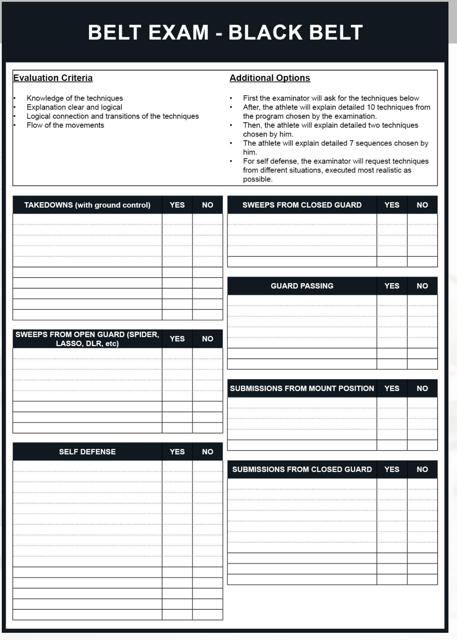 BELT EXAM - BLACK BELT
Evaluation Criteria
• Knowledge of the techniques
• Explanation clear and logical
• Logical connection and transitions of the techniques
• Flow of the movements
Additional Options
• First the examinator will ask for the techniques below
• After, the athlete will explain detailed 10 techniques from
the program chosen by the examination.
• Then, the athlete will explain detailed two techniques
chosen by him.
• The athlete will explain detailed 7 sequences chosen by
him.
• For self defense, the examinator will request techniques
from different situations, executed most realistic as
possible.
TAKEDOWNS (with ground control) YES NO
SWEEPS FROM OPEN GUARD (SPIDER,
LASSO, DLR, etc) YES NO
SELF DEFENSE YES NO
SWEEPS FROM CLOSED GUARD YES NO
GUARD PASSING YES NO
SUBMISSIONS FROM MOUNT POSITION YES NO
SUBMISSIONS FROM CLOSED GUARD YES NO